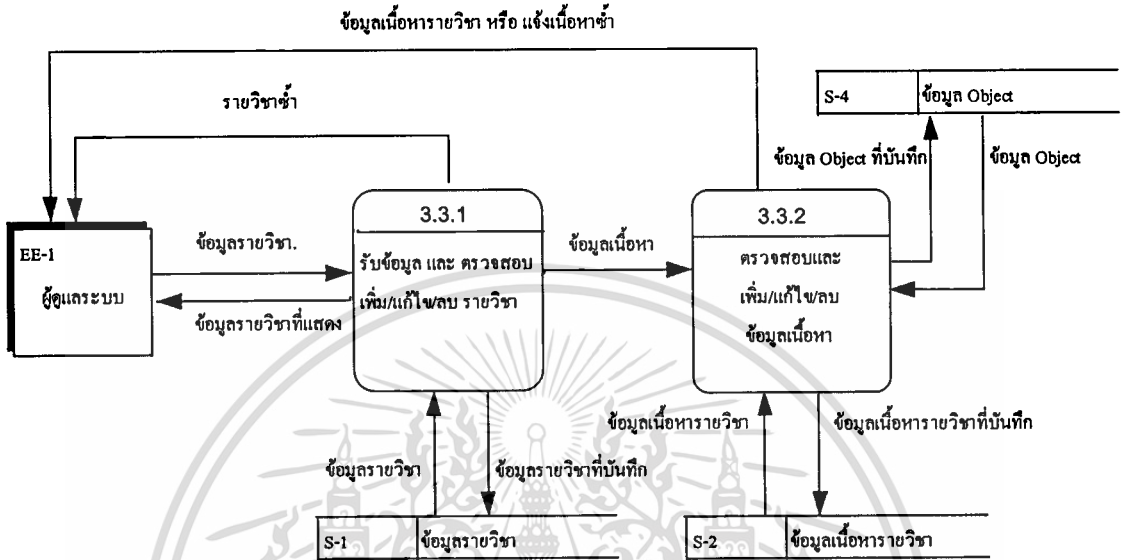 ข้อมูลเนื้อหารายวิชา หรือ แจ้งเนื้อหาซ้ำ
รายวิชาซ้ำ
S-4
ข้อมูล Object
ข้อมูล Object ที่บันทึก
ข้อมูล Object
EE-1
ผู้ดูแลระบบ
ข้อมูลรายวิชา.
ข้อมูลรายวิชาที่แสดง
3.3.1
รับข้อมูล และ ตรวจสอบ
เพิ่ม/แก้ไข/ลบ รายวิชา
ข้อมูลเนื้อหา
3.3.2
ตรวจสอบและ
เพิ่ม/แก้ไข/ลบ
ข้อมูลเนื้อหา
ข้อมูลรายวิชา
ข้อมูลรายวิชาที่บันทึก
ข้อมูลเนื้อหารายวิชา
ข้อมูลเนื้อหารายวิชาที่บันทึก
S-1
ข้อมูลรายวิชา
S-2
ข้อมูลเนื้อหารายวิชา